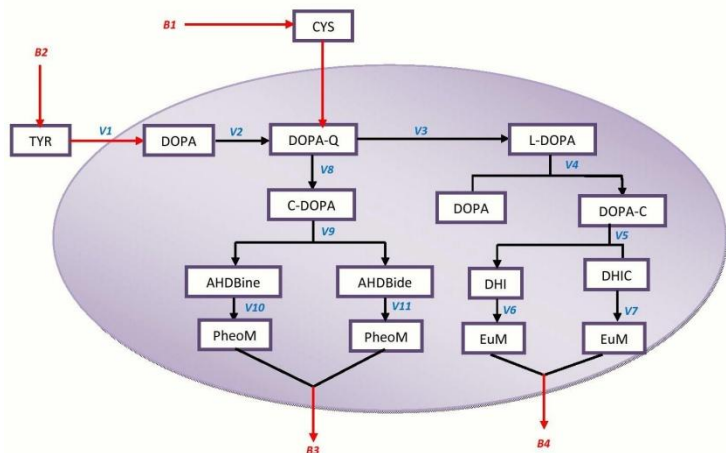 B1
CYS
B2
TYR
V1
DOPA
V2
DOPA-Q
V3
L-DOPA
V8
V4
C-DOPA
DOPA
DOPA-C
V9
V5
AHDBine
AHDBide
DHI
DHIC
V10
V11
V6
V7
PheoM
PheoM
EuM
EuM
B3
B4